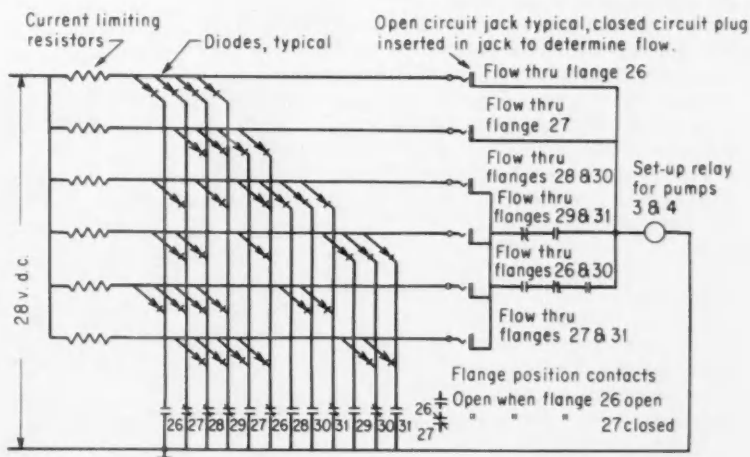 Current limiting
resistors
Diodes, typical
Open circuit jack typical, closed circuit plug
inserted in jack to determine flow.
Flow thru flange 26
Flow thru
flange 27
Flow thru
flanges 28 & 30
Flow thru
flanges 29 & 31
Set-up relay
for pumps
3 & 4
Flow thru
flanges 26 & 30
Flow thru
flanges 27 & 31
28 v. d.c.
Flange position contacts
26 Open when flange 26 open
27 " " " 27 closed
26 27 28 29 27 26 28 30 31 29 30 31